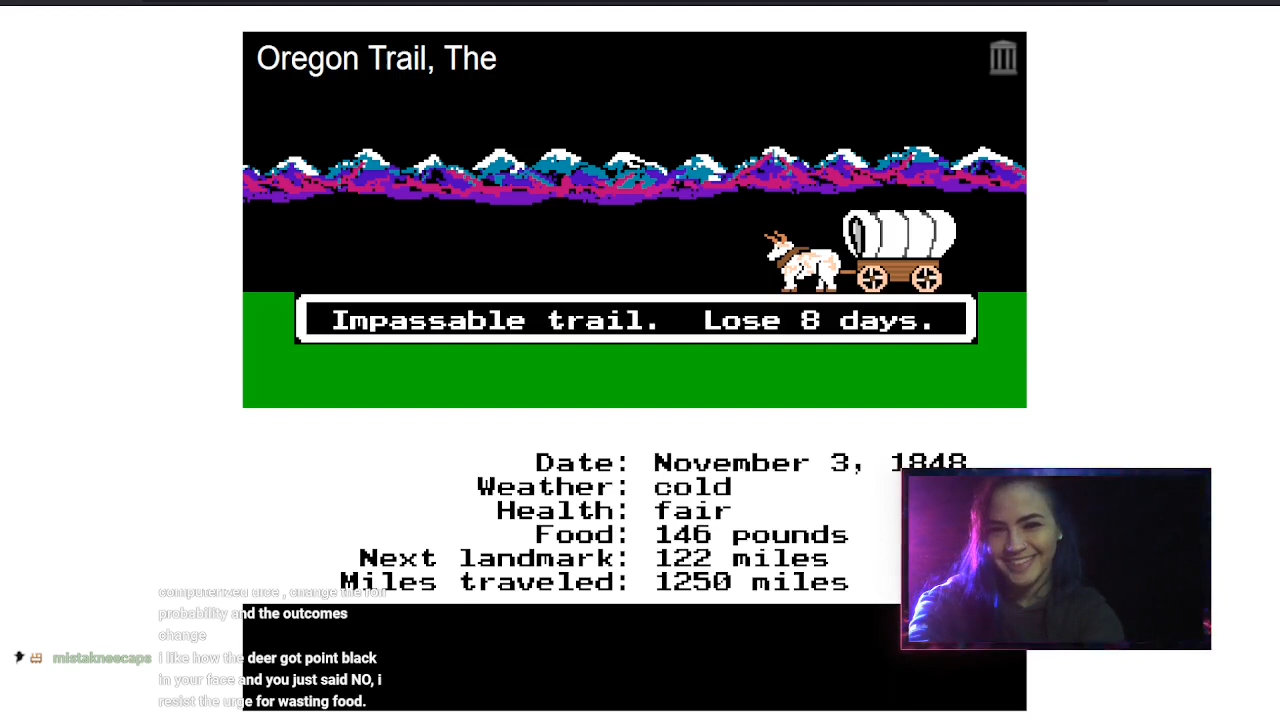 Oregon Trail, The
Impassable trail. Lose 8 days.
Date: November 3, 1848
Weather: cold
Health: fair
Food: 146 pounds
Next landmark: 122 miles
Miles traveled: 1250 miles
change the
probability and the outcomes
change
mistakneecaps I like how the deer got point black
in your face and you just said NO, i
resist the urge for wasting food.